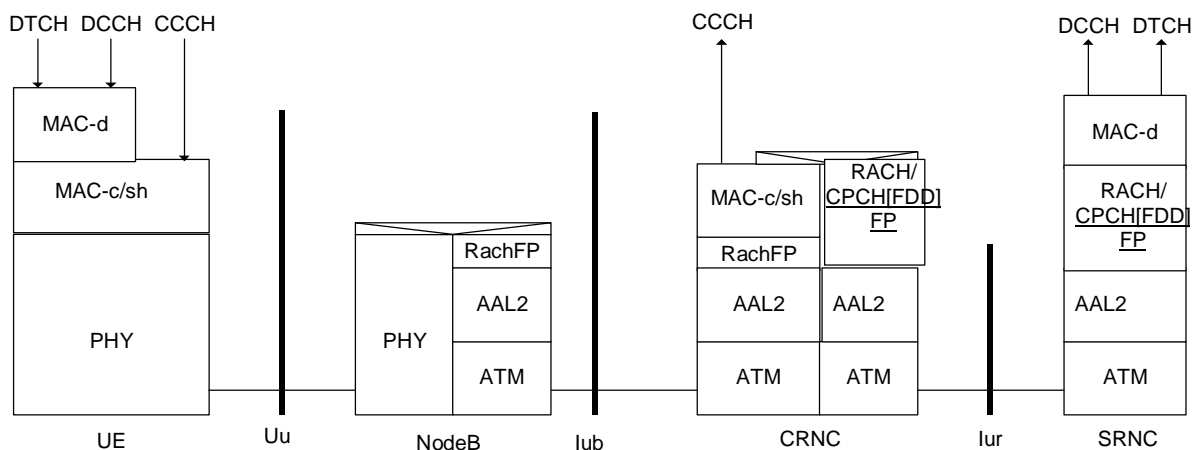 DTCH DCCH CCCH
CCCH
DCCH DTCH
MAC-d
MAC-c/sh
PHY
UE
Uu
PHY
RachFP
AAL2
ATM
NodeB
Iub
MAC-c/sh
RachFP
AAL2
ATM
RACH/
CPCH[FDD]
FP
AAL2
ATM
CRNC
Iur
MAC-d
RACH/
CPCH[FDD]
FP
AAL2
ATM
SRNC